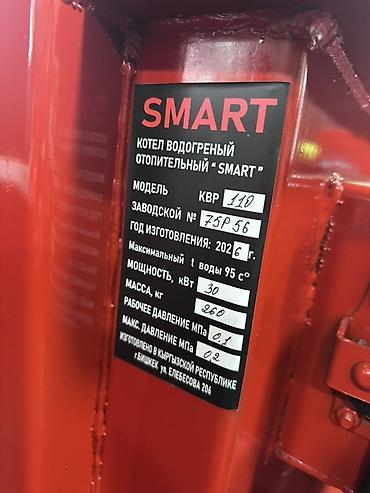 SMART
КОТЕЛ ВОДОГРЕНЫЙ
ОТОПИТЕЛЬНЫЙ “ SMART ”
МОДЕЛЬ КВР 110
ЗАВОДСКОЙ № 75Р 56
ГОД ИЗГОТОВЛЕНИЯ: 2026 г.
Максимальный t воды 95 с°
МОЩНОСТЬ, кВт 30
МАССА, кг 260
РАБОЧЕЕ ДАВЛЕНИЕ МПа 0,1
МАКС. ДАВЛЕНИЕ МПа 0,2
ИЗГОТОВЛЕНО В КЫРГЫЗСКОЙ РЕСПУБЛИКЕ
г.БИШКЕК ул. ЕЛЕБЕСОВА 206